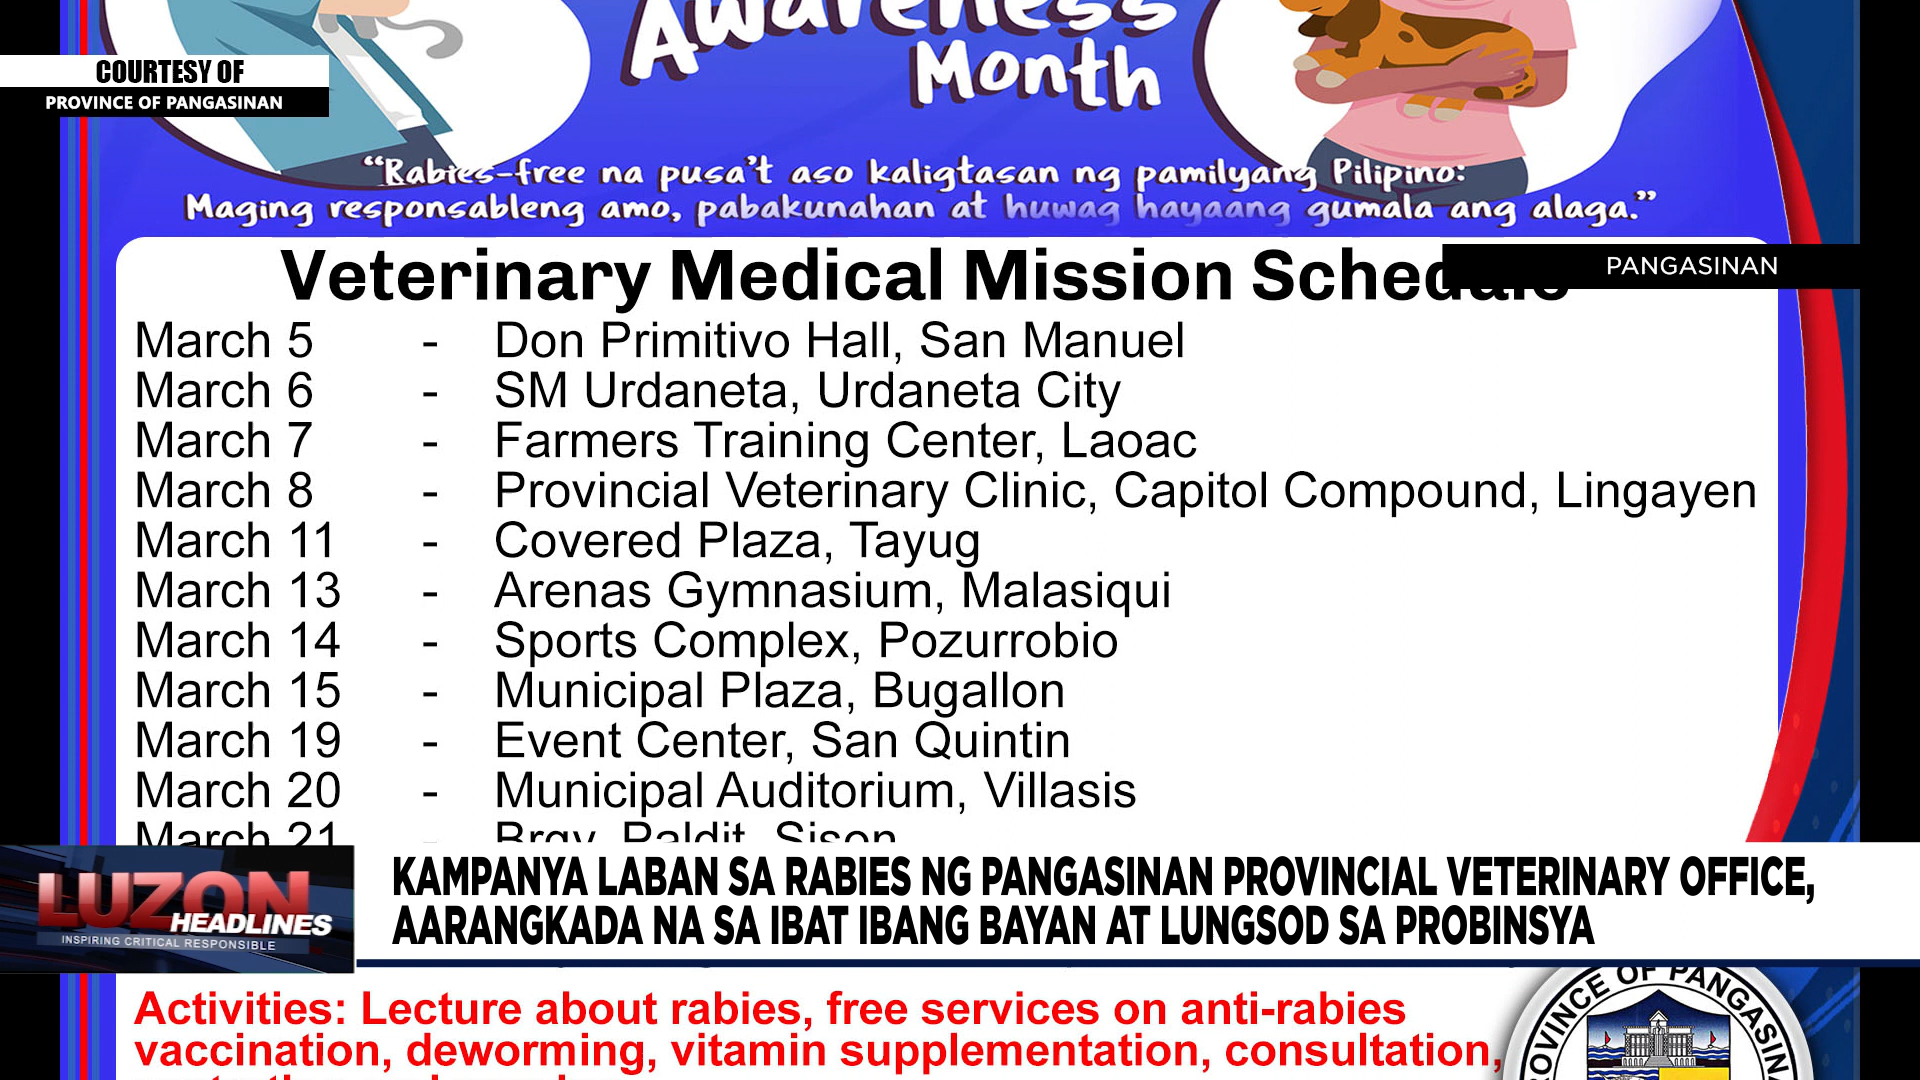 Awareness
Month
COURTESY OF
PROVINCE OF PANGASINAN
“Rabies-free na pusa’t aso kaligtasan ng pamilyang Pilipino:
Maging responsableng amo, pabakunahan at huwag hayaang gumala ang alaga.”
Veterinary Medical Mission Schedule
PANGASINAN
March 5 - Don Primitivo Hall, San Manuel
March 6 - SM Urdaneta, Urdaneta City
March 7 - Farmers Training Center, Laoac
March 8 - Provincial Veterinary Clinic, Capitol Compound, Lingayen
March 11 - Covered Plaza, Tayug
March 13 - Arenas Gymnasium, Malasiqui
March 14 - Sports Complex, Pozurrobio
March 15 - Municipal Plaza, Bugallon
March 19 - Event Center, San Quintin
March 20 - Municipal Auditorium, Villasis
March 21 - Brgy. Paldit, Sison
LUZON
HEADLINES
INSPIRING CRITICAL RESPONSIBLE
KAMPANYA LABAN SA RABIES NG PANGASINAN PROVINCIAL VETERINARY OFFICE,
AARANGKADA NA SA IBAT IBANG BAYAN AT LUNGSOD SA PROBINSYA
Activities: Lecture about rabies, free services on anti-rabies
vaccination, deworming, vitamin supplementation, consultation,
PROVINCE OF PANGASINAN